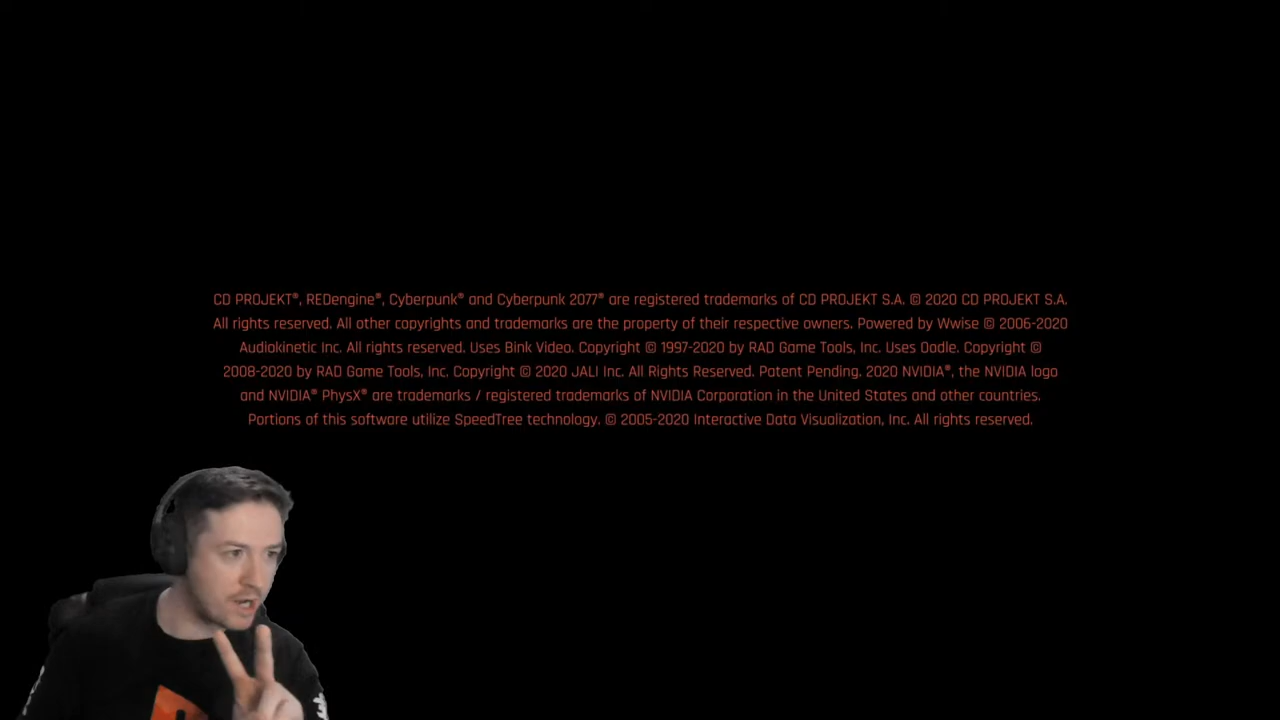 CD PROJEKT®, REDengine®, Cyberpunk® and Cyberpunk 2077® are registered trademarks of CD PROJEKT S.A. © 2020 CD PROJEKT S.A.
All rights reserved. All other copyrights and trademarks are the property of their respective owners. Powered by Wwise © 2006-2020
Audiokinetic Inc. All rights reserved. Uses Bink Video. Copyright © 1997-2020 by RAD Game Tools, Inc. Uses Oodle. Copyright ©
2008-2020 by RAD Game Tools, Inc. Copyright © 2020 JALI Inc. All Rights Reserved. Patent Pending. 2020 NVIDIA®, the NVIDIA logo
and NVIDIA® PhysX® are trademarks / registered trademarks of NVIDIA Corporation in the United States and other countries.
Portions of this software utilize SpeedTree technology. © 2005-2020 Interactive Data Visualization, Inc. All rights reserved.